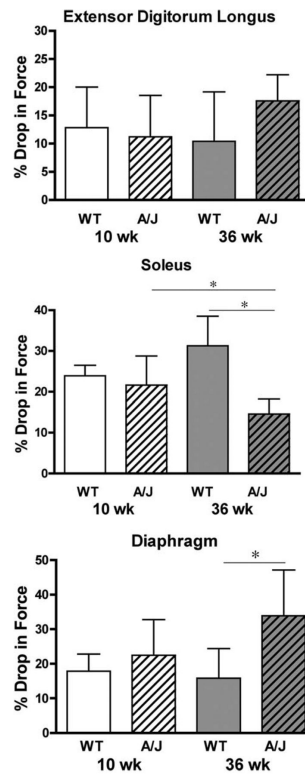 Extensor Digitorum Longus
% Drop in Force
30
25
20
15
10
5
0
WT A/J WT A/J
10 wk 36 wk
Soleus
% Drop in Force
40
30
20
10
0
*
*
WT A/J WT A/J
10 wk 36 wk
Diaphragm
% Drop in Force
50
40
30
20
10
0
*
WT A/J WT A/J
10 wk 36 wk